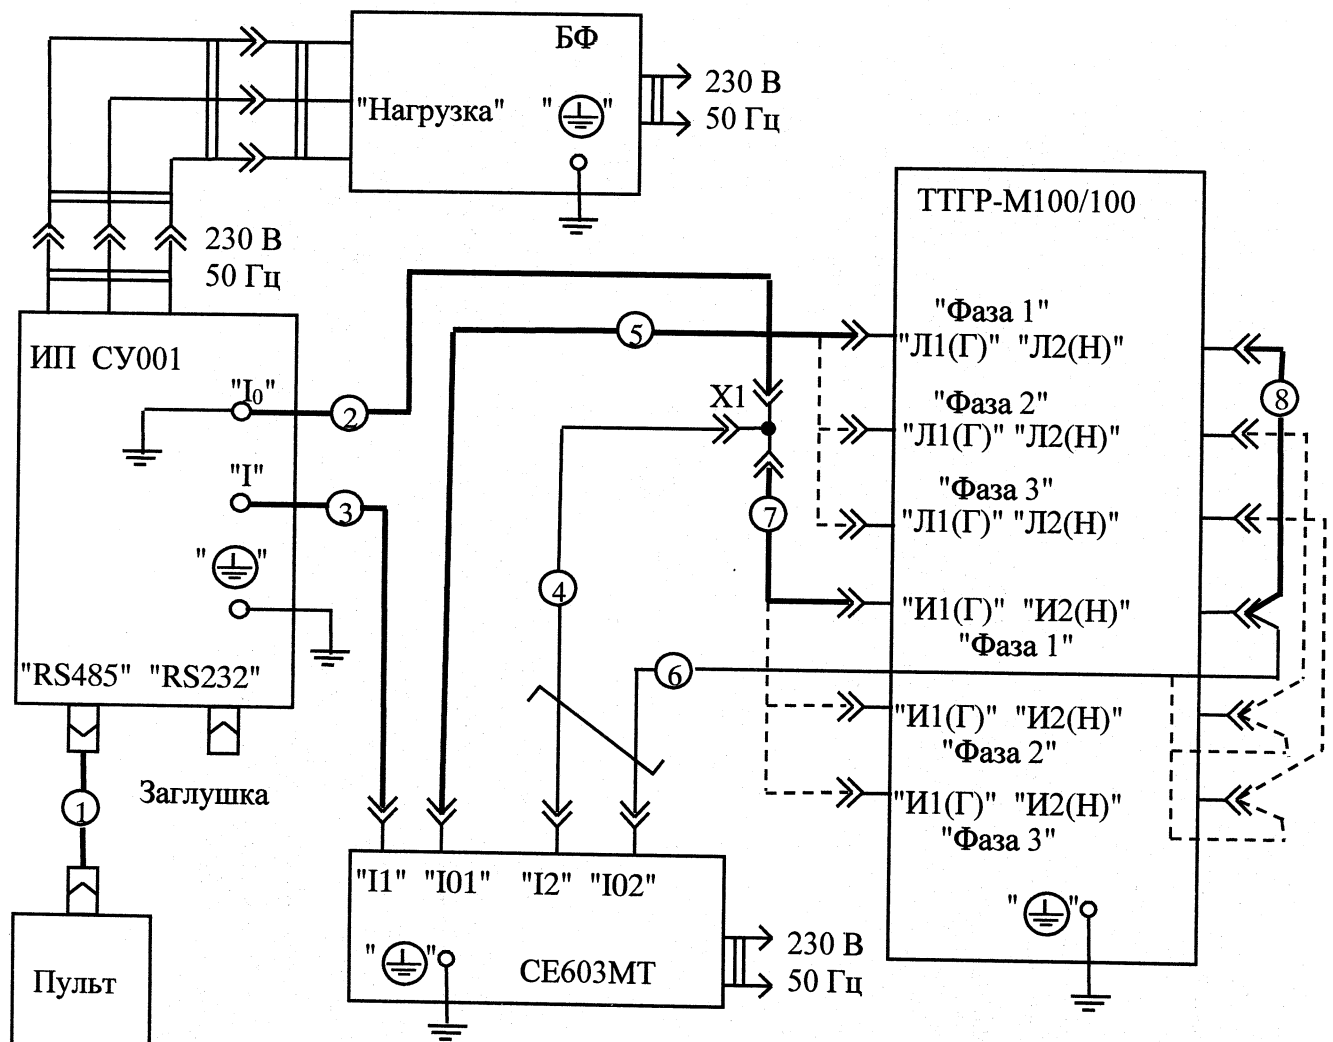 БФ
"Нагрузка" " "
230 В
50 Гц
230 В
50 Гц
ТТГР-М100/100
ИП СУ001
"I₀"
2
"I"
3
" "
"RS485" "RS232"
1
Заглушка
Пульт
5
X1
7
4
6
"Фаза 1"
"Л1(Г)" "Л2(Н)"
8
"Фаза 2"
"Л1(Г)" "Л2(Н)"
"Фаза 3"
"Л1(Г)" "Л2(Н)"
"И1(Г)" "И2(Н)"
"Фаза 1"
"И1(Г)" "И2(Н)"
"Фаза 2"
"И1(Г)" "И2(Н)"
"Фаза 3"
" "
"I1" "I01" "I2" "I02"
" "
СЕ603МТ
230 В
50 Гц